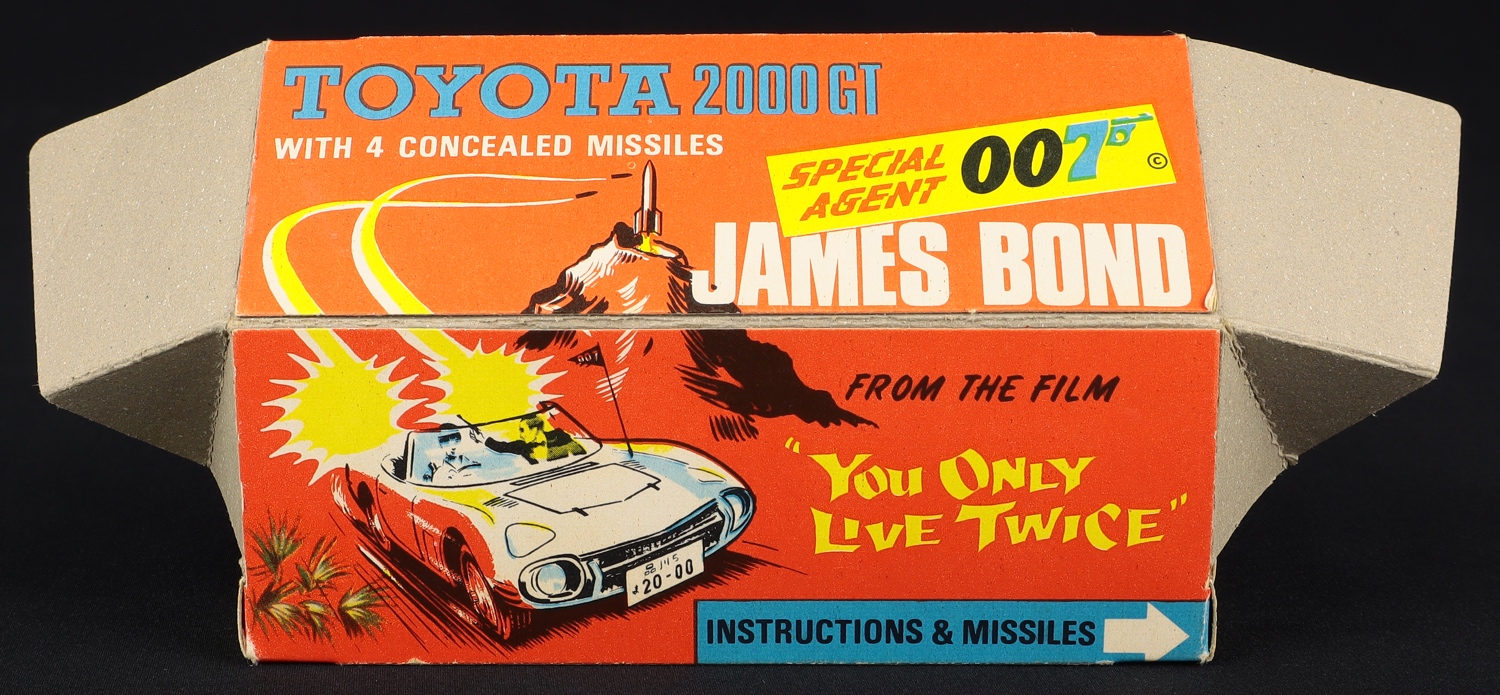 TOYOTA 2000 GT
WITH 4 CONCEALED MISSILES
SPECIAL
AGENT 007 ©
JAMES BOND
007
FROM THE FILM
"YOU ONLY
LIVE TWICE"
20-00
INSTRUCTIONS & MISSILES